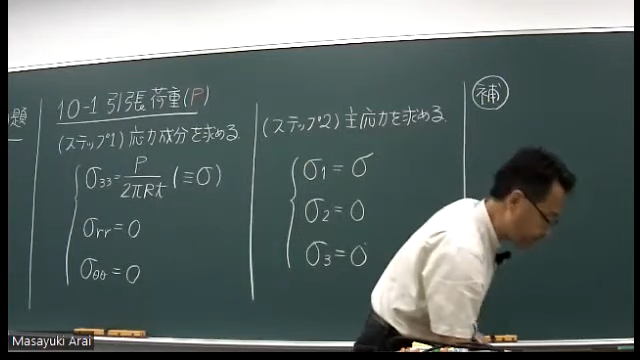 題
10-1 引張荷重(P)
(ステップ1) 応力成分を求める
σ33 = P/2πRt (≡σ)
σrr = 0
σθθ = 0
(ステップ2) 主応力を求める
σ1 = σ
σ2 = 0
σ3 = 0
補
Masayuki Arai